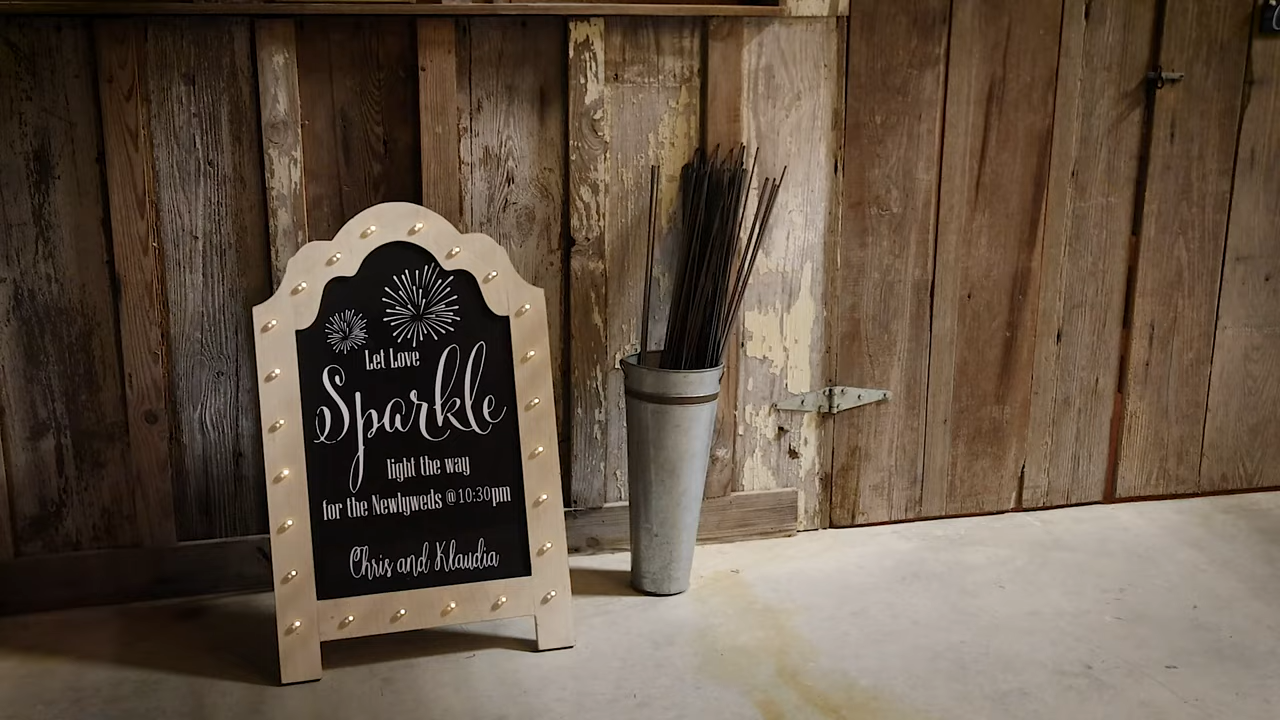 Let Love
Sparkle
light the way
for the Newlyweds @10:30pm
Chris and Klaudia